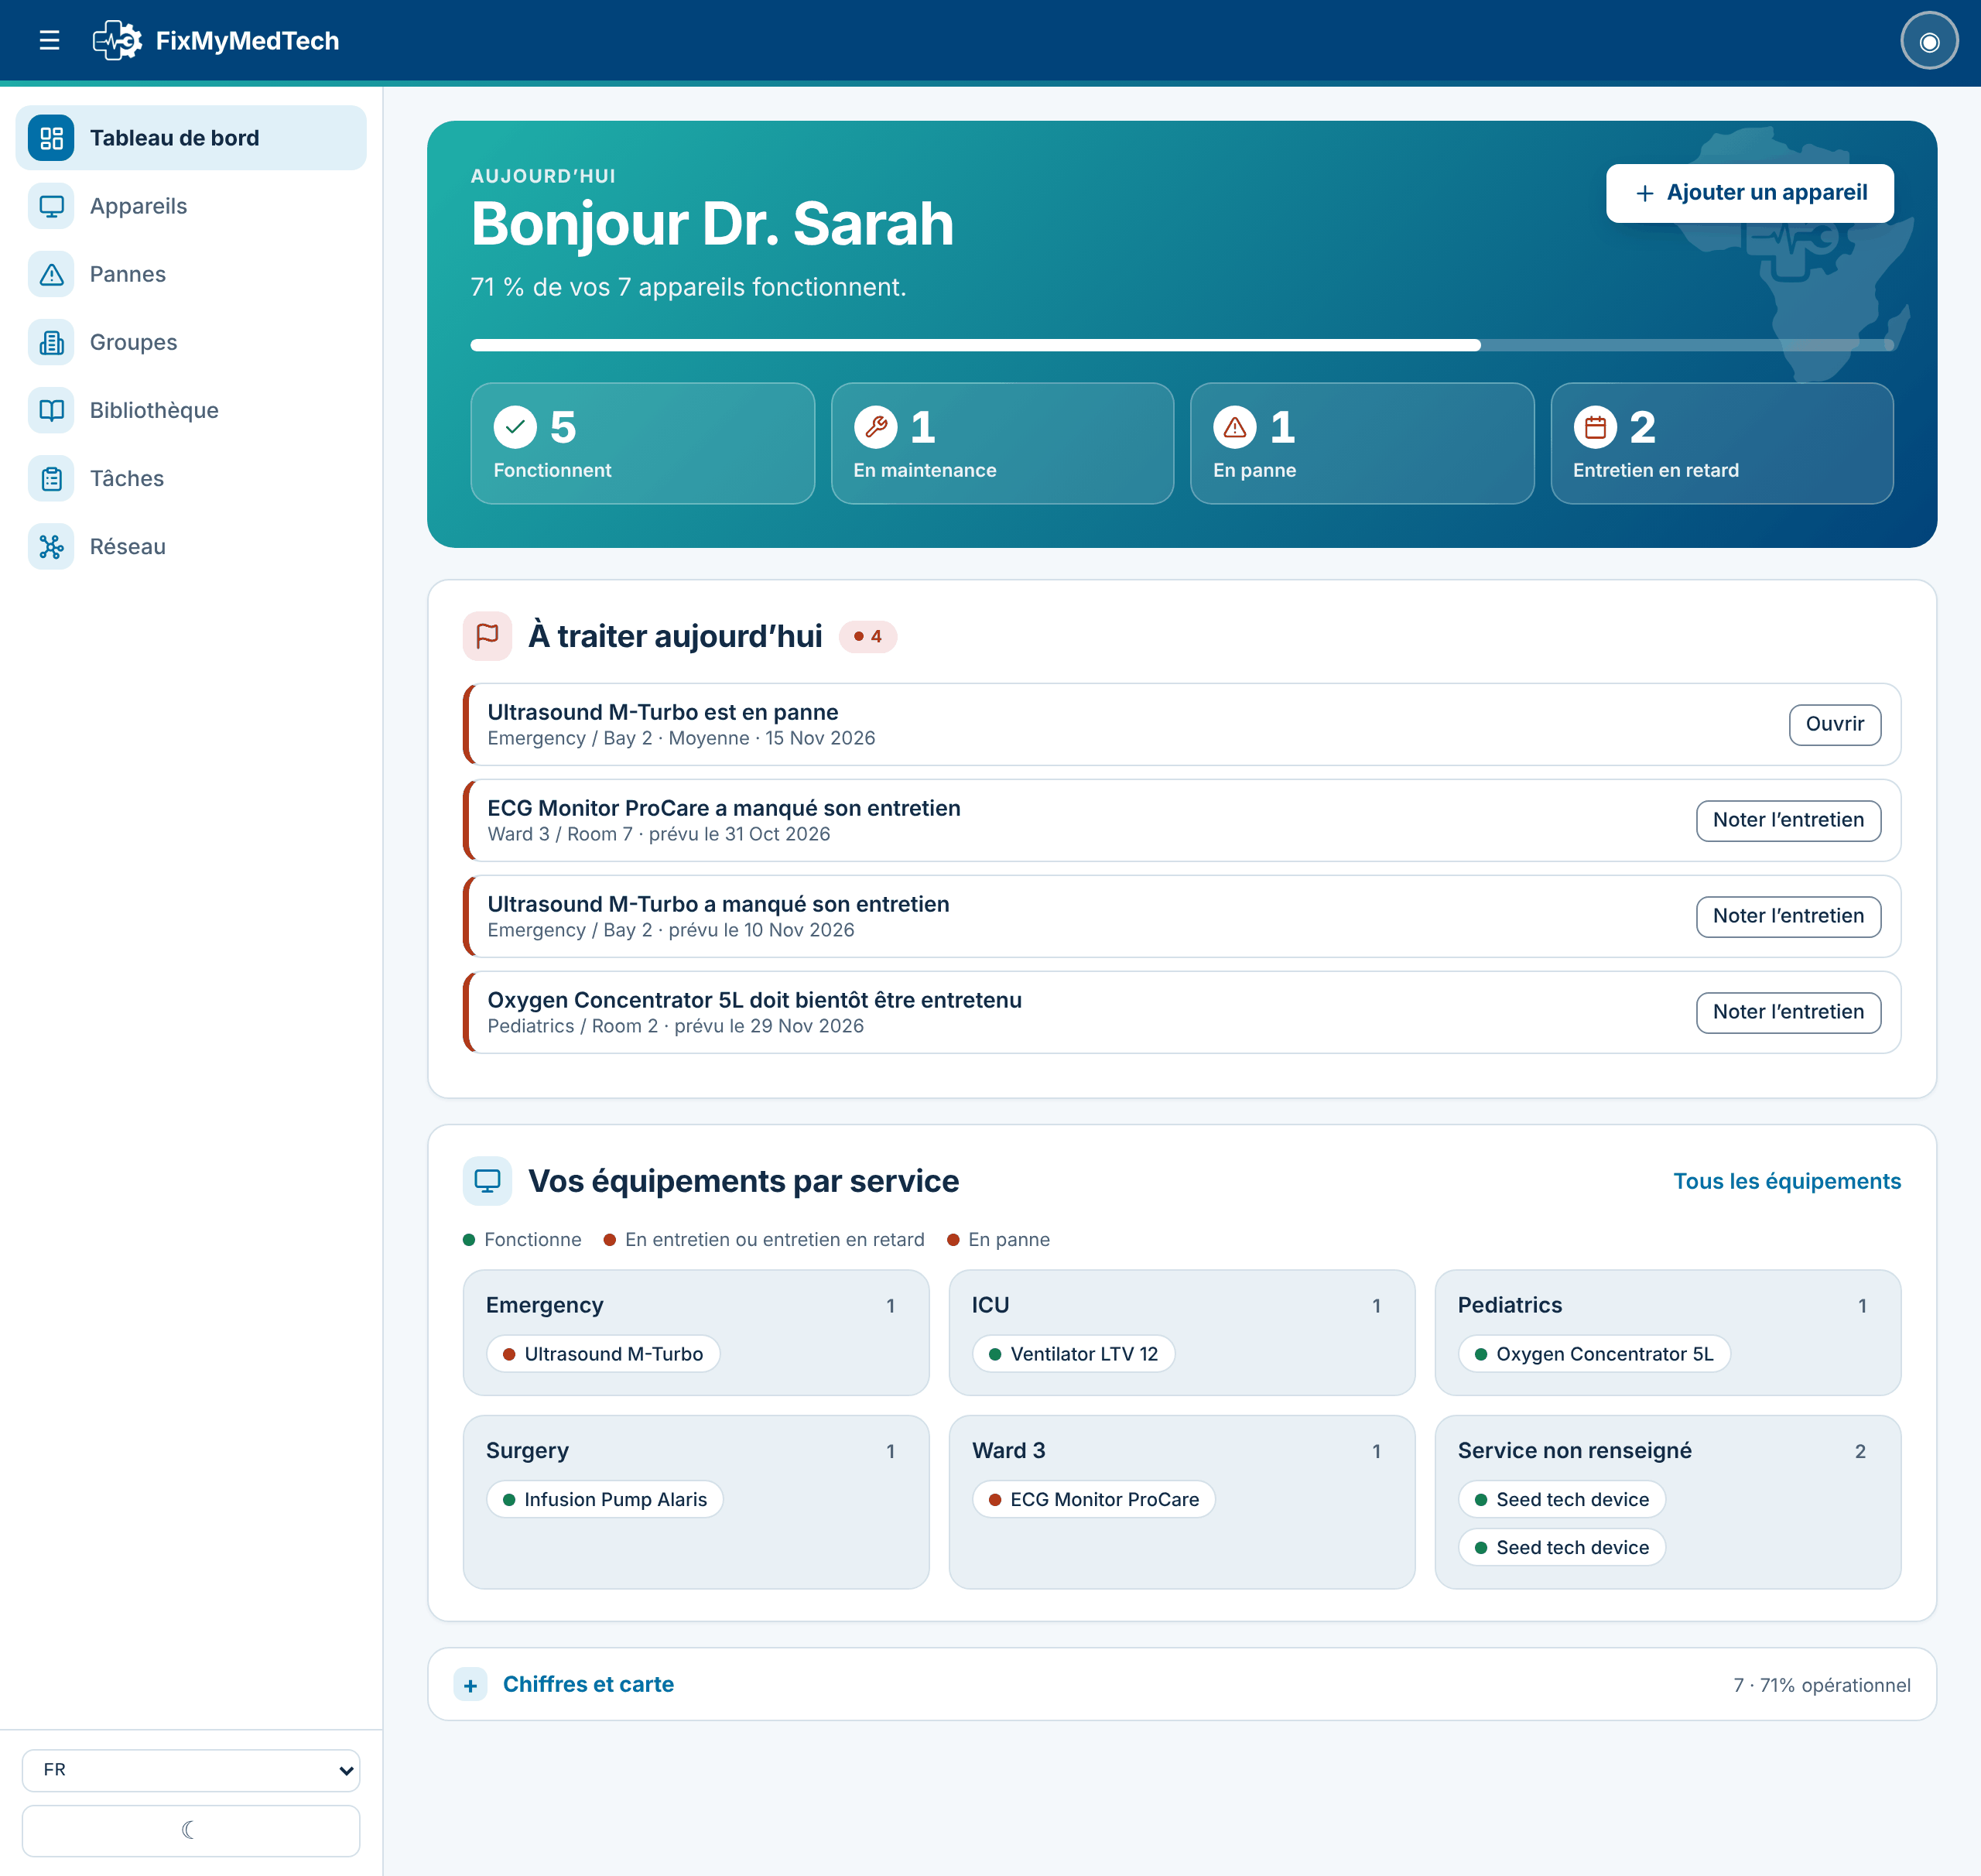 FixMyMedTech
Tableau de bord
Appareils
Pannes
Groupes
Bibliothèque
Tâches
Réseau
FR
AUJOURD’HUI
Bonjour Dr. Sarah
71 % de vos 7 appareils fonctionnent.
+ Ajouter un appareil
5
Fonctionnent
1
En maintenance
1
En panne
2
Entretien en retard
À traiter aujourd’hui 4
Ultrasound M-Turbo est en panne
Emergency / Bay 2 · Moyenne · 15 Nov 2026
Ouvrir
ECG Monitor ProCare a manqué son entretien
Ward 3 / Room 7 · prévu le 31 Oct 2026
Noter l’entretien
Ultrasound M-Turbo a manqué son entretien
Emergency / Bay 2 · prévu le 10 Nov 2026
Noter l’entretien
Oxygen Concentrator 5L doit bientôt être entretenu
Pediatrics / Room 2 · prévu le 29 Nov 2026
Noter l’entretien
Vos équipements par service
Tous les équipements
Fonctionne En entretien ou entretien en retard En panne
Emergency 1
Ultrasound M-Turbo
ICU 1
Ventilator LTV 12
Pediatrics 1
Oxygen Concentrator 5L
Surgery 1
Infusion Pump Alaris
Ward 3 1
ECG Monitor ProCare
Service non renseigné 2
Seed tech device
Seed tech device
+ Chiffres et carte
7 · 71% opérationnel